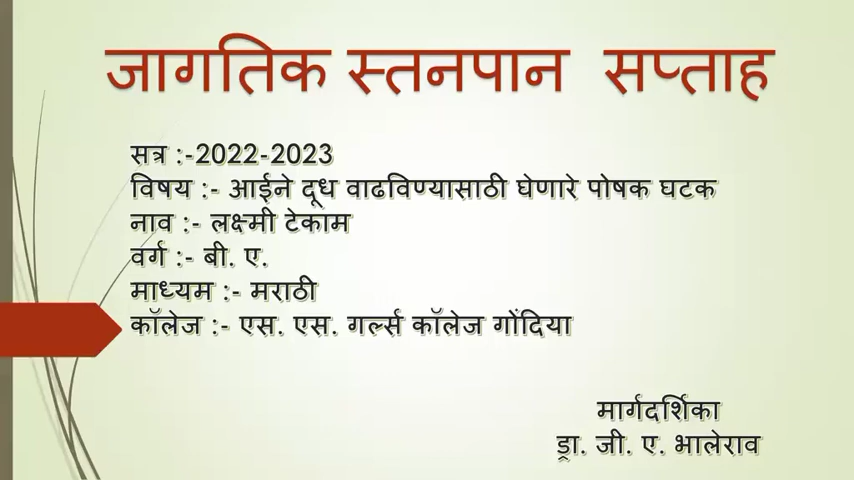 जागतिक स्तनपान सप्ताह
सत्र :-2022-2023
विषय :- आईने दूध वाढविण्यासाठी घेणारे पोषक घटक
नाव :- लक्ष्मी टेकाम
वर्ग :- बी. ए.
माध्यम :- मराठी
कॉलेज :- एस. एस. गर्ल्स कॉलेज गोंदिया
मार्गदर्शिका
ड्रा. जी. ए. भालेराव